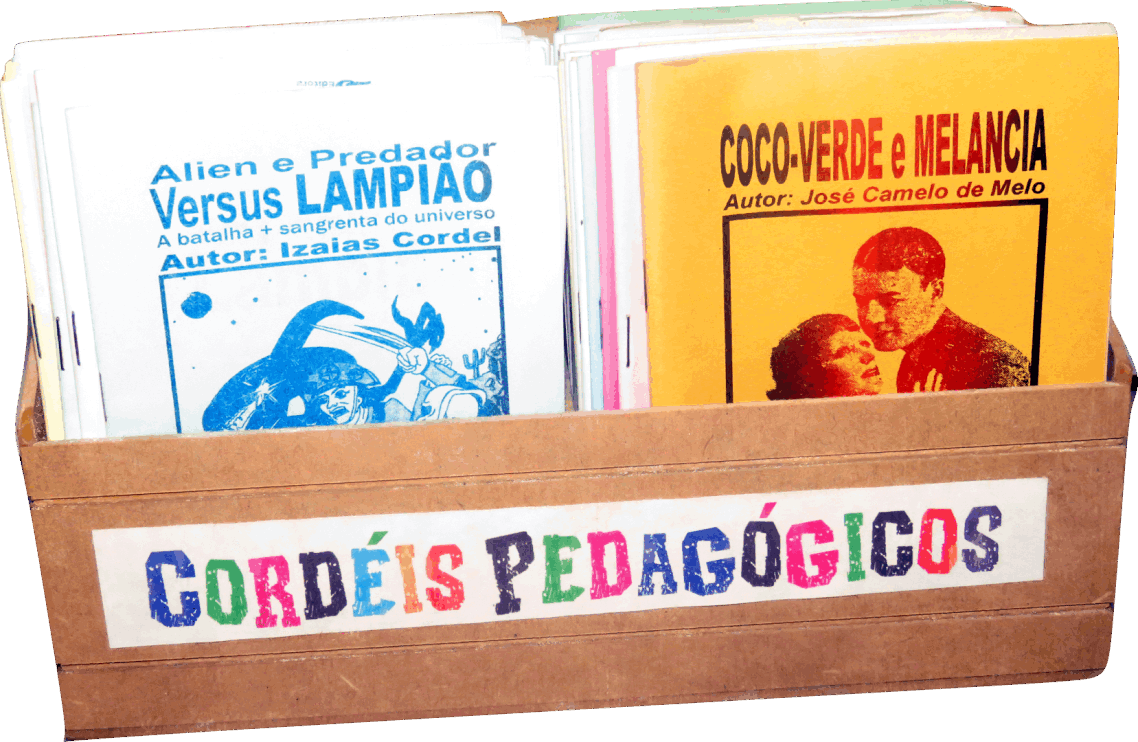 Alien e Predador
Versus LAMPIÃO
A batalha + sangrenta do universo
Autor: Izaias Cordel
COCO-VERDE e MELANCIA
Autor: José Camelo de Melo
CORDÉIS PEDAGÓGICOS